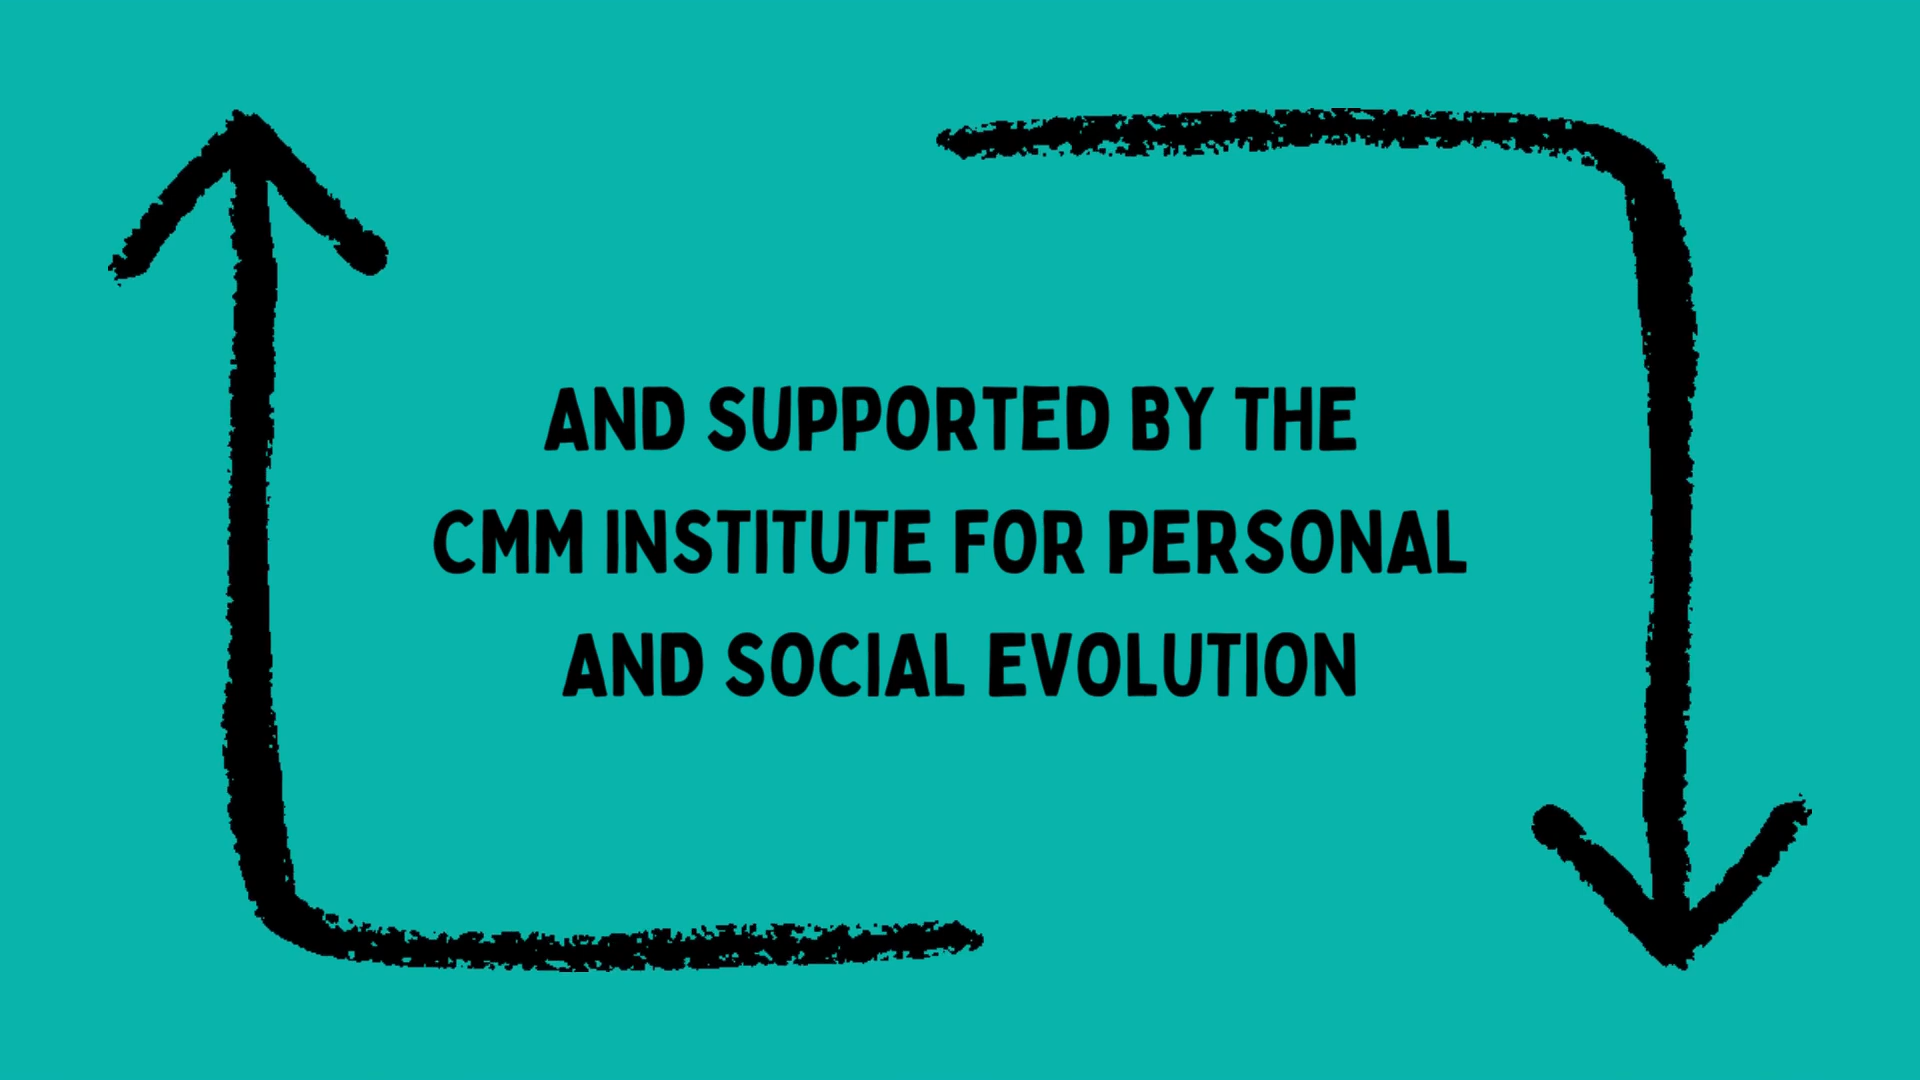 AND SUPPORTED BY THE
CMM INSTITUTE FOR PERSONAL
AND SOCIAL EVOLUTION